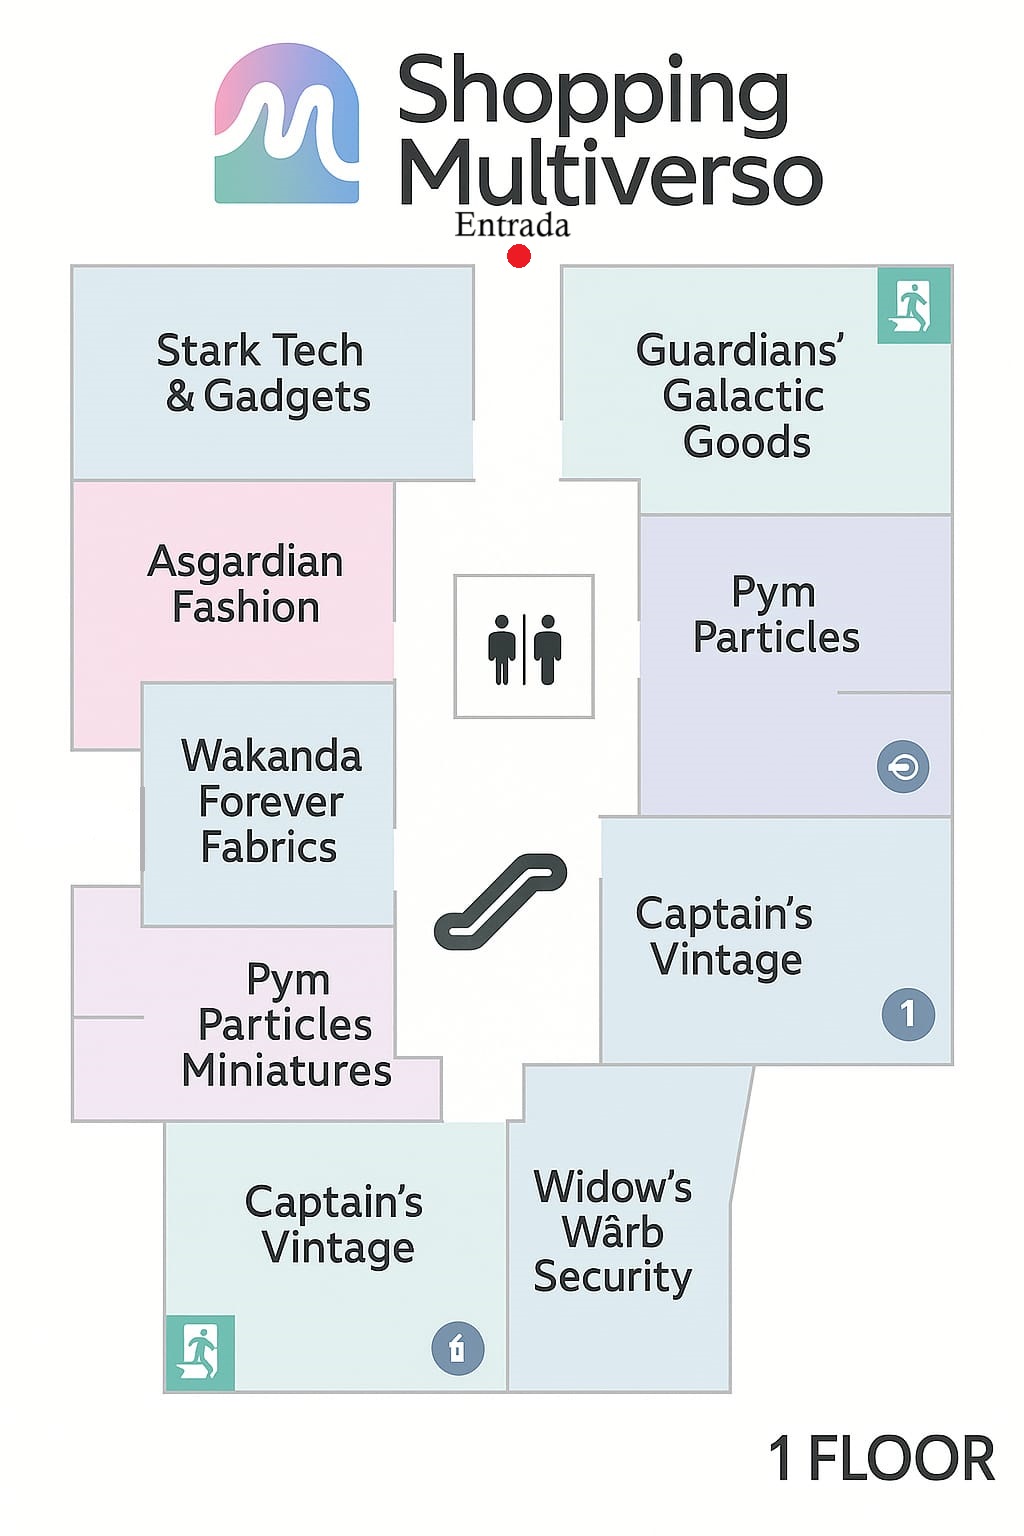 Shopping
Multiverso
Entrada
Stark Tech
& Gadgets
Guardians’
Galactic
Goods
Asgardian
Fashion
Pym
Particles
Wakanda
Forever
Fabrics
Captain’s
Vintage
1
Pym
Particles
Miniatures
Captain’s
Vintage
Widow’s
Wârb
Security
1 FLOOR